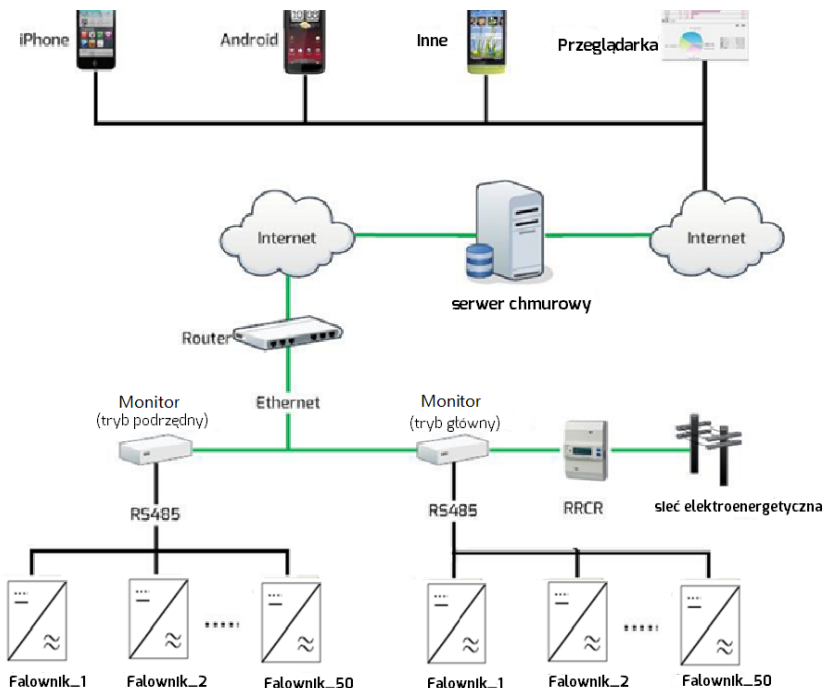 iPhone
Android
Inne
Przeglądarka
Internet
Internet
serwer chmurowy
Router
Ethernet
Monitor
(tryb podrzędny)
Monitor
(tryb główny)
RS485
RS485
RRCR
sieć elektroenergetyczna
Falownik_1
Falownik_2
Falownik_50
Falownik_1
Falownik_2
Falownik_50